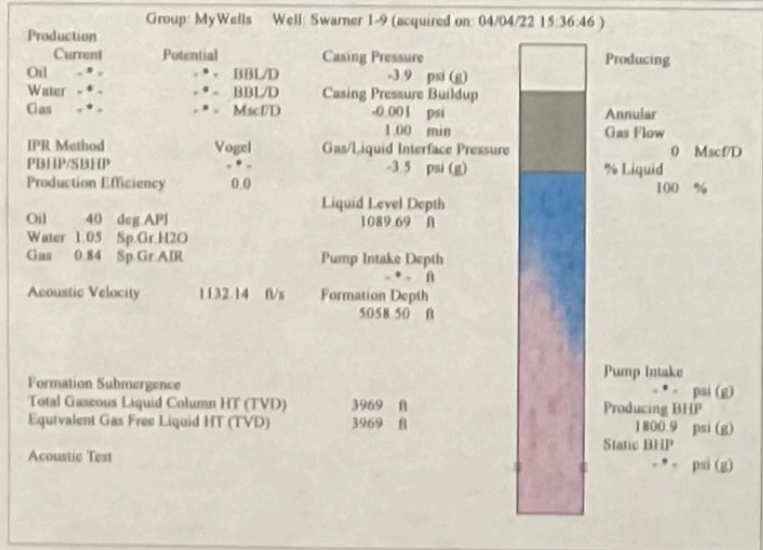 Group: MyWells Well: Swarner 1-9 (acquired on: 04/04/22 15:36:46 )
Production
Current Potential
Oil -*- -*- BBL/D
Water -*- -*- BBL/D
Gas -*- -*- Mscf/D
IPR Method Vogel
PBHP/SBHP -*-
Production Efficiency 0.0
Oil 40 deg.API
Water 1.05 Sp.Gr.H2O
Gas 0.84 Sp.Gr.AIR
Acoustic Velocity 1132.14 ft/s
Formation Submergence
Total Gaseous Liquid Column HT (TVD) 3969 ft
Equivalent Gas Free Liquid HT (TVD) 3969 ft
Acoustic Test
Casing Pressure
-3.9 psi (g)
Casing Pressure Buildup
-0.001 psi
1.00 min
Gas/Liquid Interface Pressure
-3.5 psi (g)
Liquid Level Depth
1089.69 ft
Pump Intake Depth
-*- ft
Formation Depth
5058.50 ft
Producing
Annular
Gas Flow
0 Mscf/D
% Liquid
100 %
Pump Intake
-*- psi (g)
Producing BHP
1800.9 psi (g)
Static BHP
-*- psi (g)